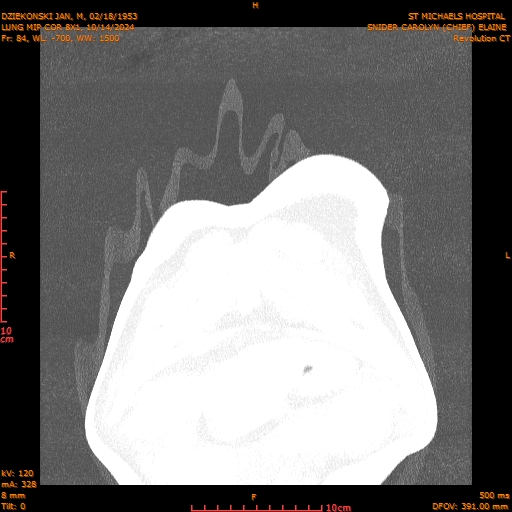 H
DZIEKONSKI JAN, M, 02/18/1953
ST MICHAELS HOSPITAL
LUNG MIP COR 8X1, 10/14/2024
SNIDER CAROLYN (CHIEF) ELAINE
Fr: 84, WL: -700, WW: 1500
Revolution CT
R
L
10
cm
kV: 120
mA: 328
8 mm
F
500 ms
Tilt: 0
10cm
DFOV: 391.00 mm